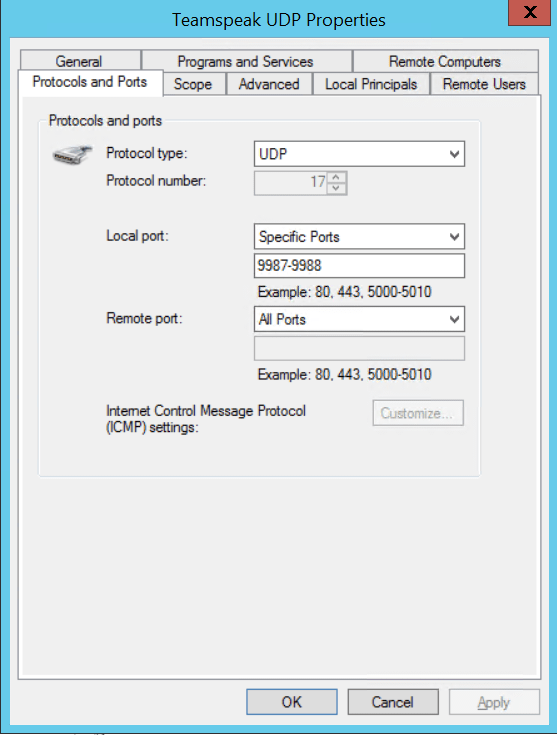 Teamspeak UDP Properties
X
General
Programs and Services
Remote Computers
Protocols and Ports
Scope
Advanced
Local Principals
Remote Users
Protocols and ports
Protocol type:
UDP
Protocol number:
17
Local port:
Specific Ports
9987-9988
Example: 80, 443, 5000-5010
Remote port:
All Ports
Example: 80, 443, 5000-5010
Internet Control Message Protocol
(ICMP) settings:
Customize...
OK
Cancel
Apply